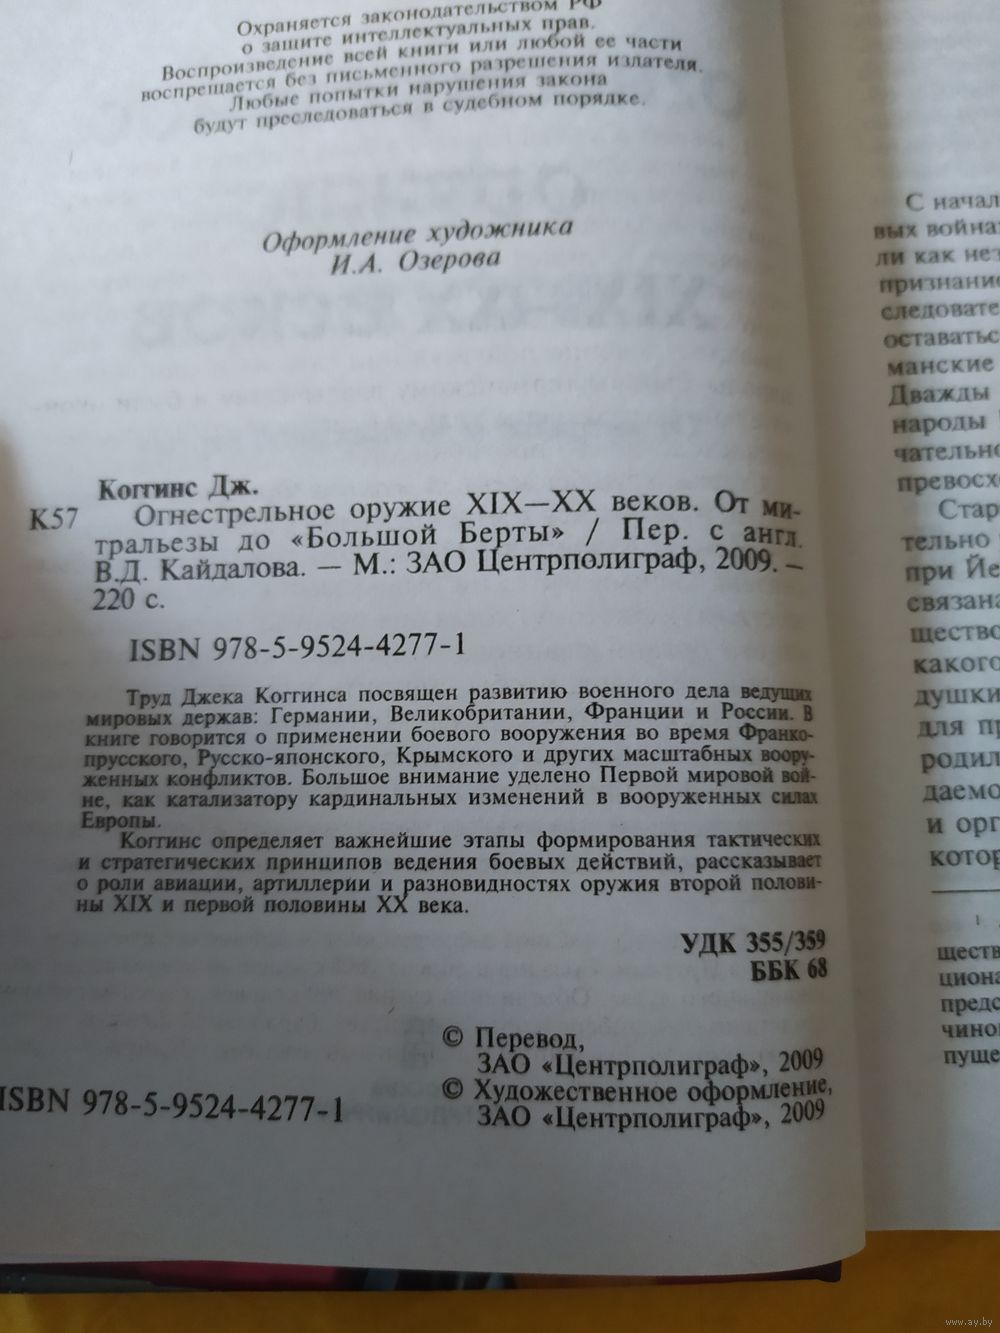 Охраняется законодательством РФ
о защите интеллектуальных прав.
Воспроизведение всей книги или любой ее части
воспрещается без письменного разрешения издателя.
Любые попытки нарушения закона
будут преследоваться в судебном порядке.
Оформление художника
И.А. Озерова
Коггинс Дж.
К57 Огнестрельное оружие XIX—XX веков. От ми-
тральезы до «Большой Берты» / Пер. с англ.
В.Д. Кайдалова. — М.: ЗАО Центрполиграф, 2009. —
220 с.
ISBN 978-5-9524-4277-1
Труд Джека Коггинса посвящен развитию военного дела ведущих
мировых держав: Германии, Великобритании, Франции и России. В
книге говорится о применении боевого вооружения во время Франко-
прусского, Русско-японского, Крымского и других масштабных воору-
женных конфликтов. Большое внимание уделено Первой мировой вой-
не, как катализатору кардинальных изменений в вооруженных силах
Европы.
Коггинс определяет важнейшие этапы формирования тактических
и стратегических принципов ведения боевых действий, рассказывает
о роли авиации, артиллерии и разновидностях оружия второй полови-
ны XIX и первой половины XX века.
УДК 355/359
ББК 68
© Перевод,
ЗАО «Центрполиграф», 2009
© Художественное оформление,
ЗАО «Центрполиграф», 2009
ISBN 978-5-9524-4277-1
С начал
вых война
ли как нез
признание
следовате
оставатьс
манские
Дважды
народы
чательно
превосх
Стар
тельно
при Йе
связана
ществс
какого
душки
для пр
родил
даемо
и орг
котор
ществ
циона
предс
чинов
пуще
www.ay.by